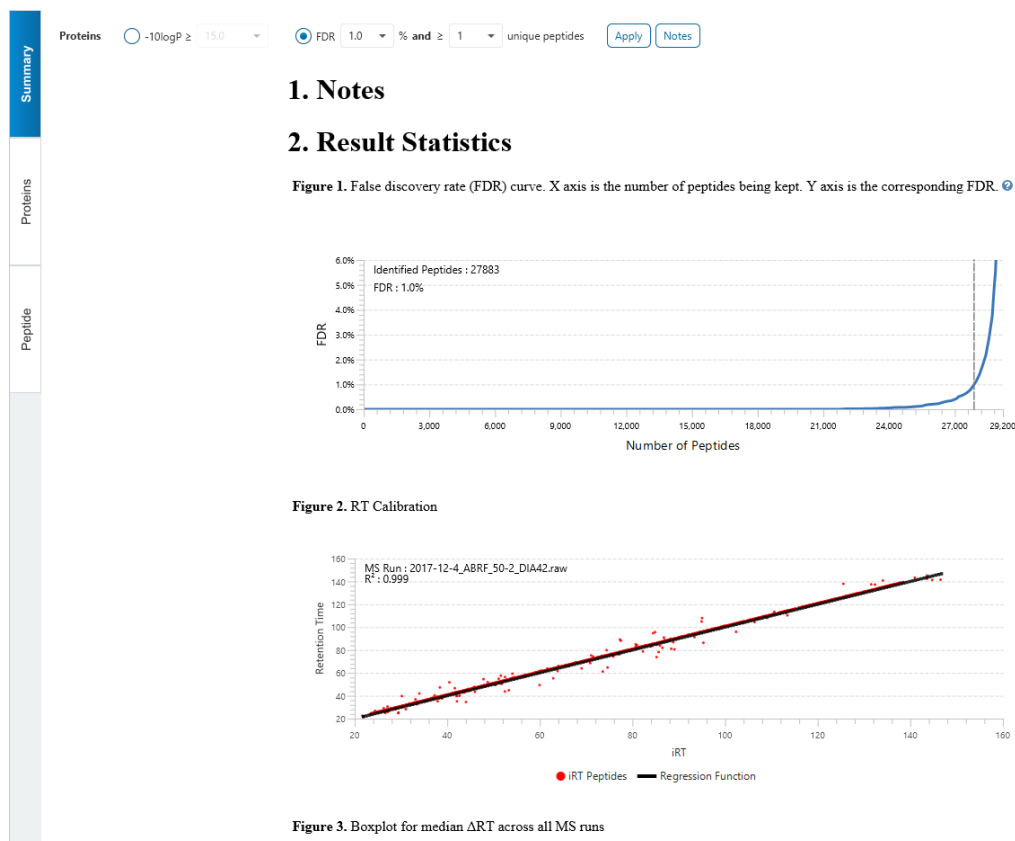 Summary
Proteins
Peptide
Proteins -10logP ≥ 15.0 FDR 1.0 % and ≥ 1 unique peptides Apply Notes
1. Notes
2. Result Statistics
Figure 1. False discovery rate (FDR) curve. X axis is the number of peptides being kept. Y axis is the corresponding FDR. ?
Identified Peptides : 27883
FDR : 1.0%
FDR
6.0%
5.0%
4.0%
3.0%
2.0%
1.0%
0.0%
0 3,000 6,000 9,000 12,000 15,000 18,000 21,000 24,000 27,000 29,200
Number of Peptides
Figure 2. RT Calibration
MS Run : 2017-12-4_ABRF_50-2_DIA42.raw
R² : 0.999
Retention Time
160
140
120
100
80
60
40
20
20 40 60 80 100 120 140 160
iRT
iRT Peptides Regression Function
Figure 3. Boxplot for median ΔRT across all MS runs